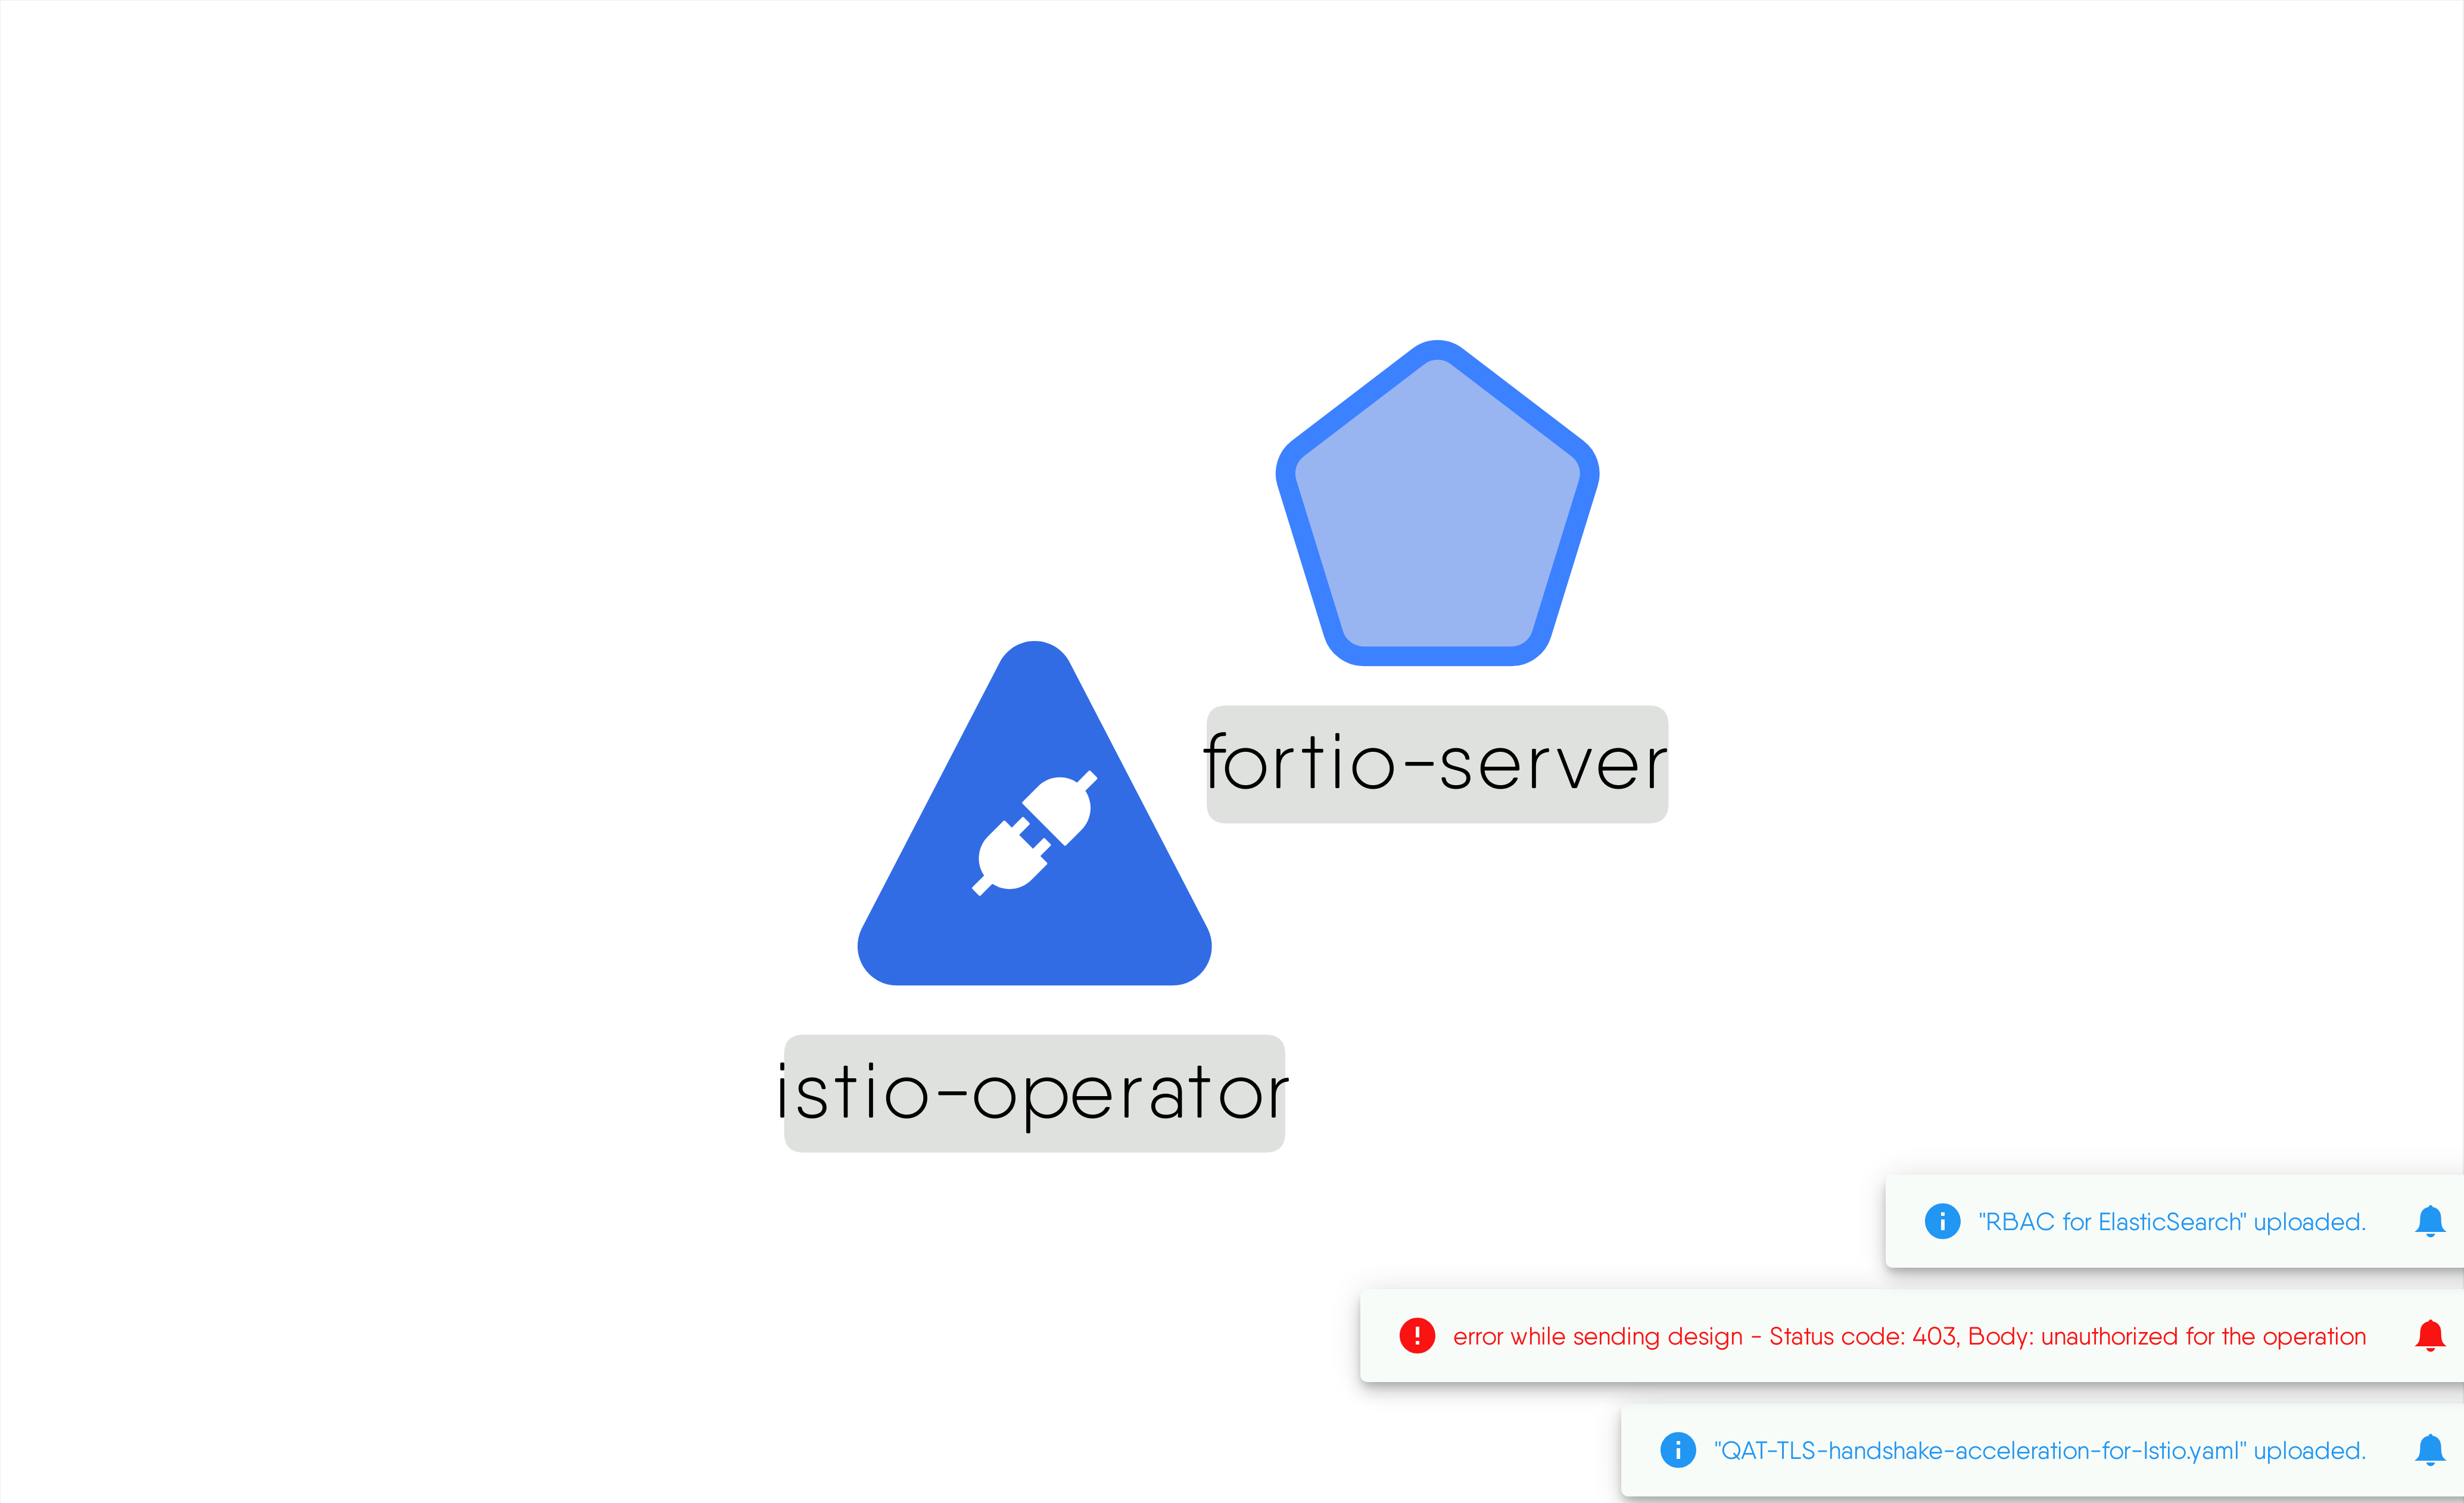 fortio-server
istio-operator
"RBAC for ElasticSearch" uploaded.
error while sending design - Status code: 403, Body: unauthorized for the operation
"QAT-TLS-handshake-acceleration-for-Istio.yaml" uploaded.